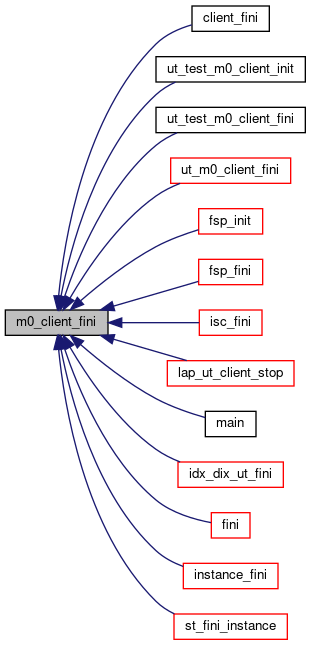 client_fini
ut_test_m0_client_init
ut_test_m0_client_fini
ut_m0_client_fini
fsp_init
fsp_fini
m0_client_fini
isc_fini
lap_ut_client_stop
main
idx_dix_ut_fini
fini
instance_fini
st_fini_instance